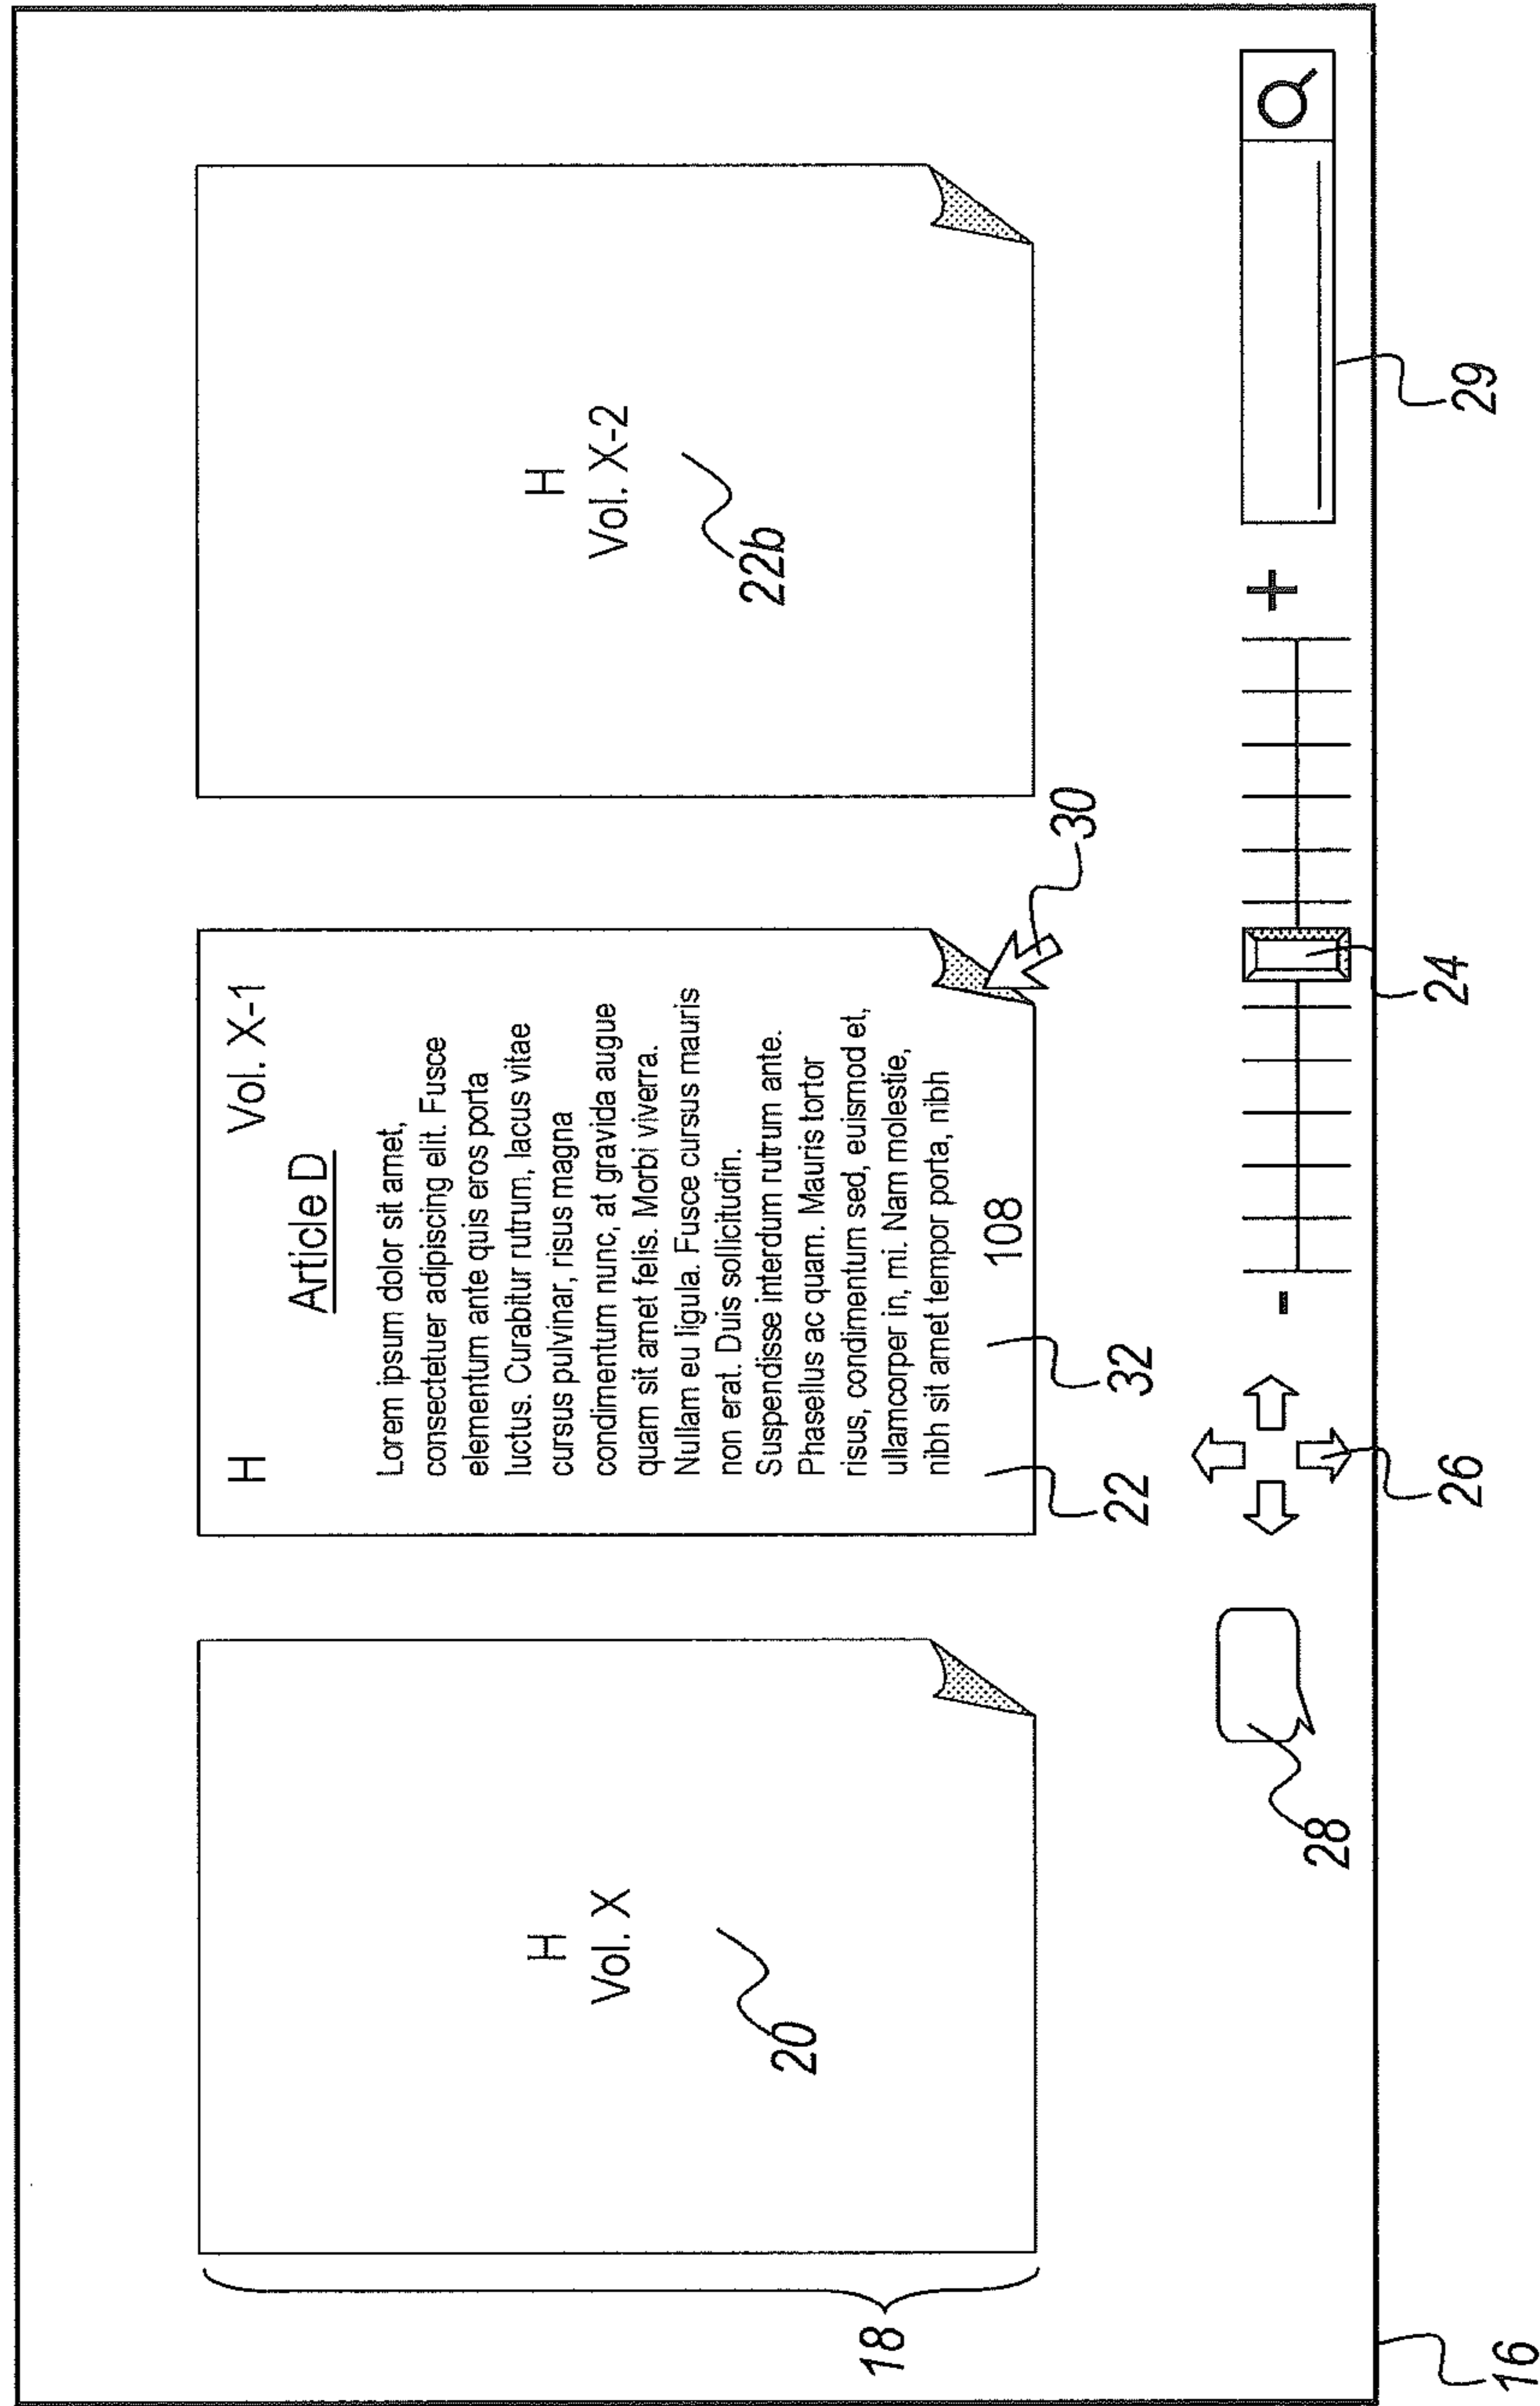 H
Vol. X
20
18
H Vol. X-1
Article D
Lorem ipsum dolor sit amet,
consectetuer adipiscing elit. Fusce
elementum ante quis eros porta
luctus. Curabitur rutrum, lacus vitae
cursus pulvinar, risus magna
condimentum nunc, at gravida augue
quam sit amet felis. Morbi viverra.
Nullam eu ligula. Fusce cursus mauris
non erat. Duis sollicitudin.
Suspendisse interdum rutrum ante.
Phasellus ac quam. Mauris tortor
risus, condimentum sed, euismod et,
ullamcorper in, mi. Nam molestie,
nibh sit amet tempor porta, nibh
108
22
32
30
H
Vol. X-2
22b
- +
28
26
24
29
16